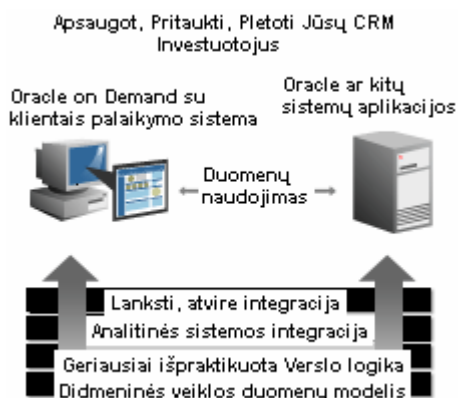 Apsaugot, Pritaukti, Pletoti Jūsų CRM
Investuotojus
Oracle on Demand su
klientais palaikymo sistema
Oracle ar kitų
sistemų aplikacijos
Duomenų
naudojimas
Lanksti, atvire integracija
Analitinės sistemos integracija
Geriausiai išpraktikuota Verslo logika
Didmeninės veiklos duomenų modelis